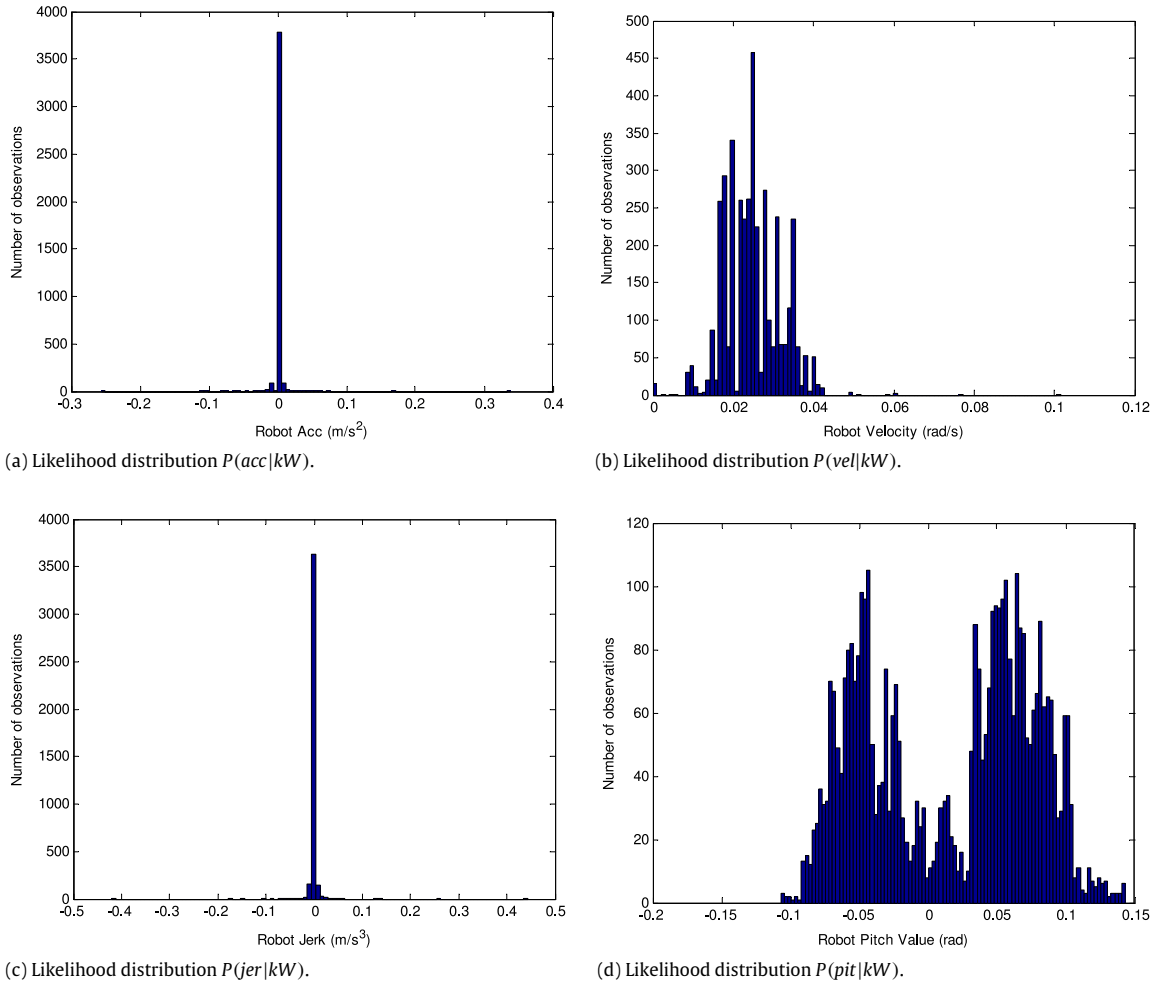 4000
3500
3000
2500
2000
1500
1000
500
0
Number of observations
-0.3 -0.2 -0.1 0 0.1 0.2 0.3 0.4
Robot Acc (m/s²)
(a) Likelihood distribution P(acc|kW).
500
450
400
350
300
250
200
150
100
50
0
Number of observations
0 0.02 0.04 0.06 0.08 0.1 0.12
Robot Velocity (rad/s)
(b) Likelihood distribution P(vel|kW).
4000
3500
3000
2500
2000
1500
1000
500
0
Number of observations
-0.5 -0.4 -0.3 -0.2 -0.1 0 0.1 0.2 0.3 0.4 0.5
Robot Jerk (m/s³)
(c) Likelihood distribution P(jer|kW).
120
100
80
60
40
20
0
Number of observations
-0.2 -0.1 -0.05 0 0.05 0.1 0.15
Robot Pitch Value (rad)
(d) Likelihood distribution P(pit|kW).